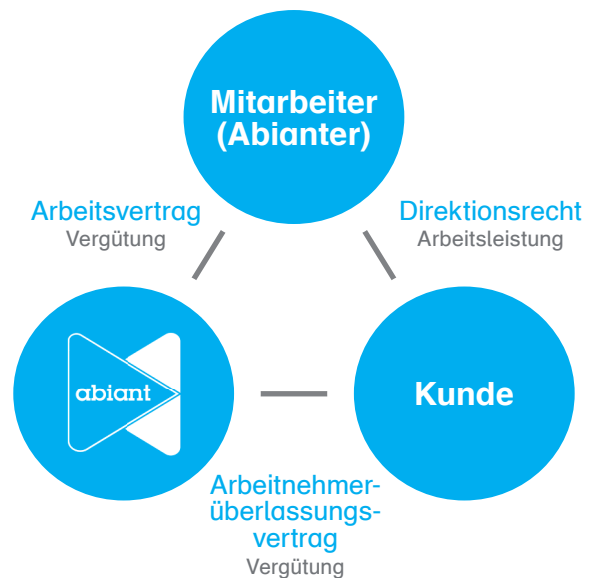 Mitarbeiter
(Abianter)
Arbeitsvertrag
Vergütung
Direktionsrecht
Arbeitsleistung
abiant
Kunde
Arbeitnehmer-
überlassungs-
vertrag
Vergütung